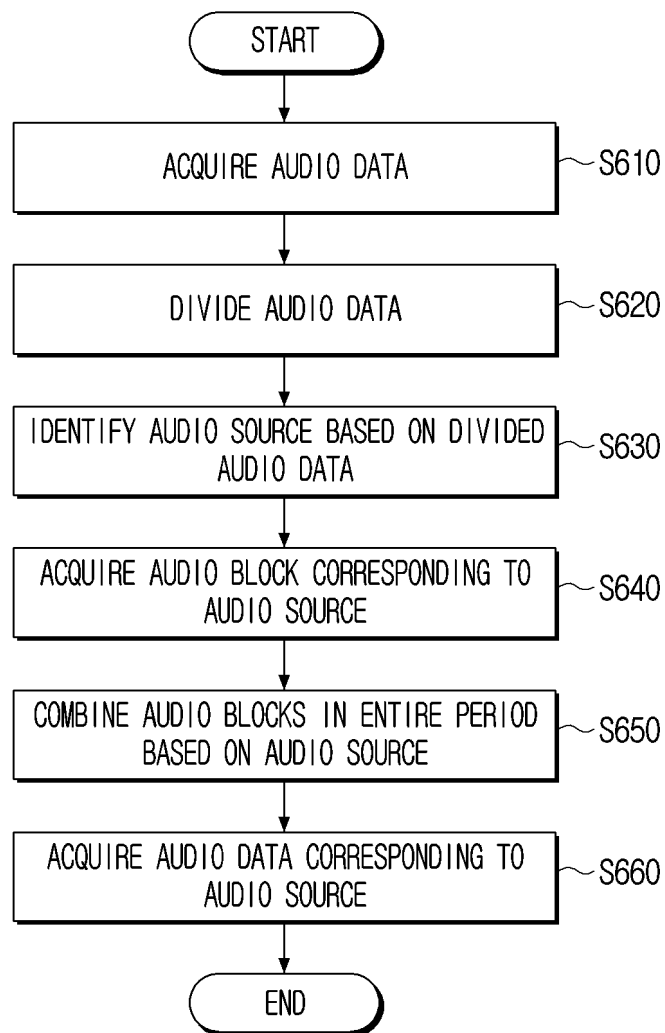 START
ACQUIRE AUDIO DATA
S610
DIVIDE AUDIO DATA
S620
IDENTIFY AUDIO SOURCE BASED ON DIVIDED
AUDIO DATA
S630
ACQUIRE AUDIO BLOCK CORRESPONDING TO
AUDIO SOURCE
S640
COMBINE AUDIO BLOCKS IN ENTIRE PERIOD
BASED ON AUDIO SOURCE
S650
ACQUIRE AUDIO DATA CORRESPONDING TO
AUDIO SOURCE
S660
END